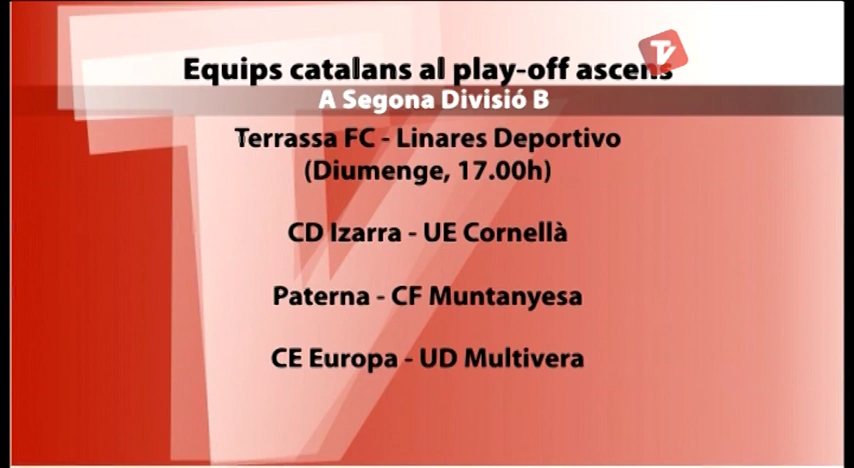 Equips catalans al play-off ascens
A Segona Divisió B
Terrassa FC - Linares Deportivo
(Diumenge, 17.00h)
CD Izarra - UE Cornellà
Paterna - CF Muntanyesa
CE Europa - UD Multivera